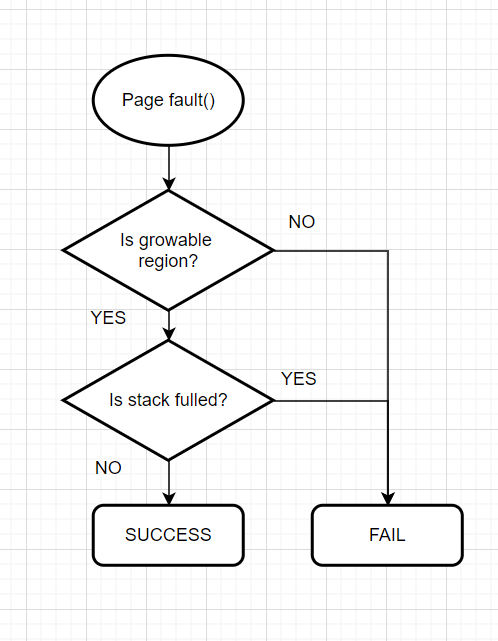 Page fault()
NO
Is growable
region?
YES
YES
Is stack fulled?
NO
SUCCESS
FAIL